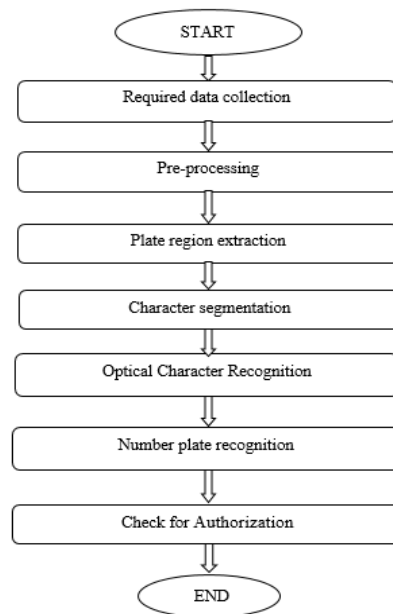 START
Required data collection
Pre-processing
Plate region extraction
Character segmentation
Optical Character Recognition
Number plate recognition
Check for Authorization
END